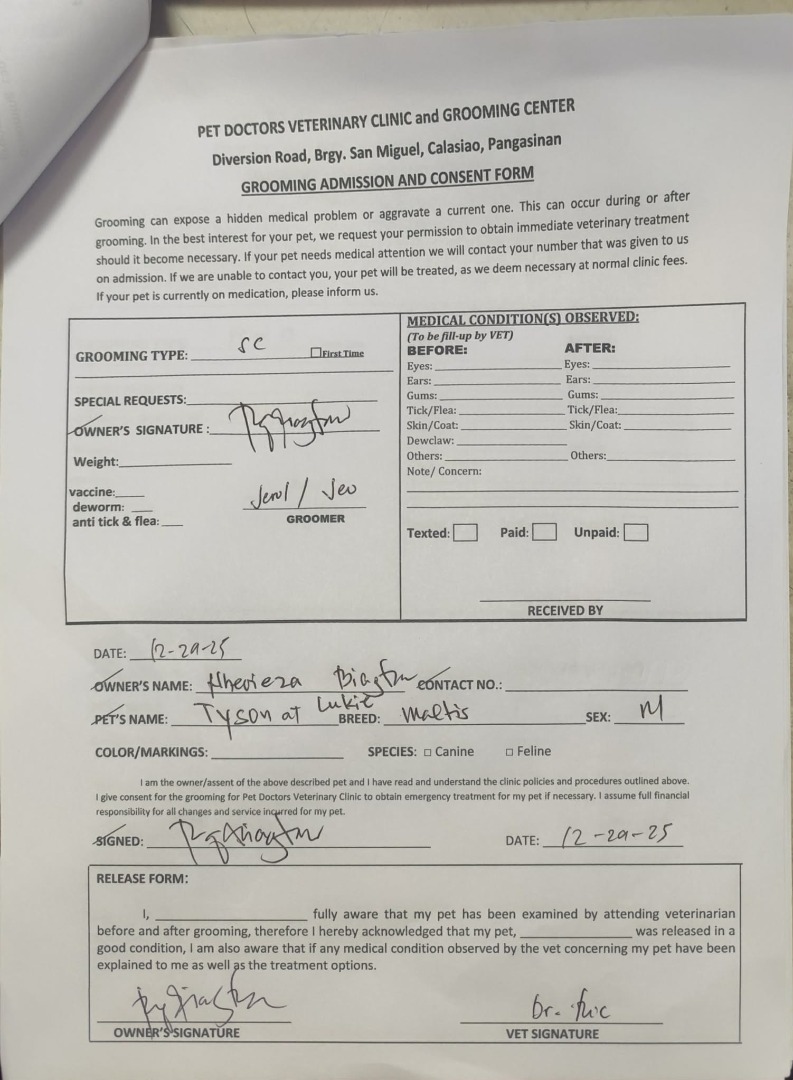 PET DOCTORS VETERINARY CLINIC and GROOMING CENTER
Diversion Road, Brgy. San Miguel, Calasiao, Pangasinan
GROOMING ADMISSION AND CONSENT FORM
Grooming can expose a hidden medical problem or aggravate a current one. This can occur during or after
grooming. In the best interest for your pet, we request your permission to obtain immediate veterinary treatment
should it become necessary. If your pet needs medical attention we will contact your number that was given to us
on admission. If we are unable to contact you, your pet will be treated, as we deem necessary at normal clinic fees.
If your pet is currently on medication, please inform us.
GROOMING TYPE: SC First Time
SPECIAL REQUESTS:
OWNER'S SIGNATURE :
Weight:
vaccine:
deworm:
anti tick & flea:
Jerol / Jeo
GROOMER
MEDICAL CONDITION(S) OBSERVED:
(To be fill-up by VET)
BEFORE: AFTER:
Eyes: Eyes:
Ears: Ears:
Gums: Gums:
Tick/Flea: Tick/Flea:
Skin/Coat: Skin/Coat:
Dewclaw:
Others: Others:
Note/ Concern:
Texted: Paid: Unpaid:
RECEIVED BY
DATE: 12-29-25
OWNER'S NAME: CONTACT NO.:
PET'S NAME: Tyson at Lukie BREED: Maltis SEX: M
COLOR/MARKINGS: SPECIES: Canine Feline
I am the owner/assent of the above described pet and I have read and understand the clinic policies and procedures outlined above.
I give consent for the grooming for Pet Doctors Veterinary Clinic to obtain emergency treatment for my pet if necessary. I assume full financial
responsibility for all changes and service incurred for my pet.
SIGNED: DATE: 12-29-25
RELEASE FORM:
I, fully aware that my pet has been examined by attending veterinarian
before and after grooming, therefore I hereby acknowledged that my pet, was released in a
good condition, I am also aware that if any medical condition observed by the vet concerning my pet have been
explained to me as well as the treatment options.
Dr.
OWNER'S SIGNATURE VET SIGNATURE